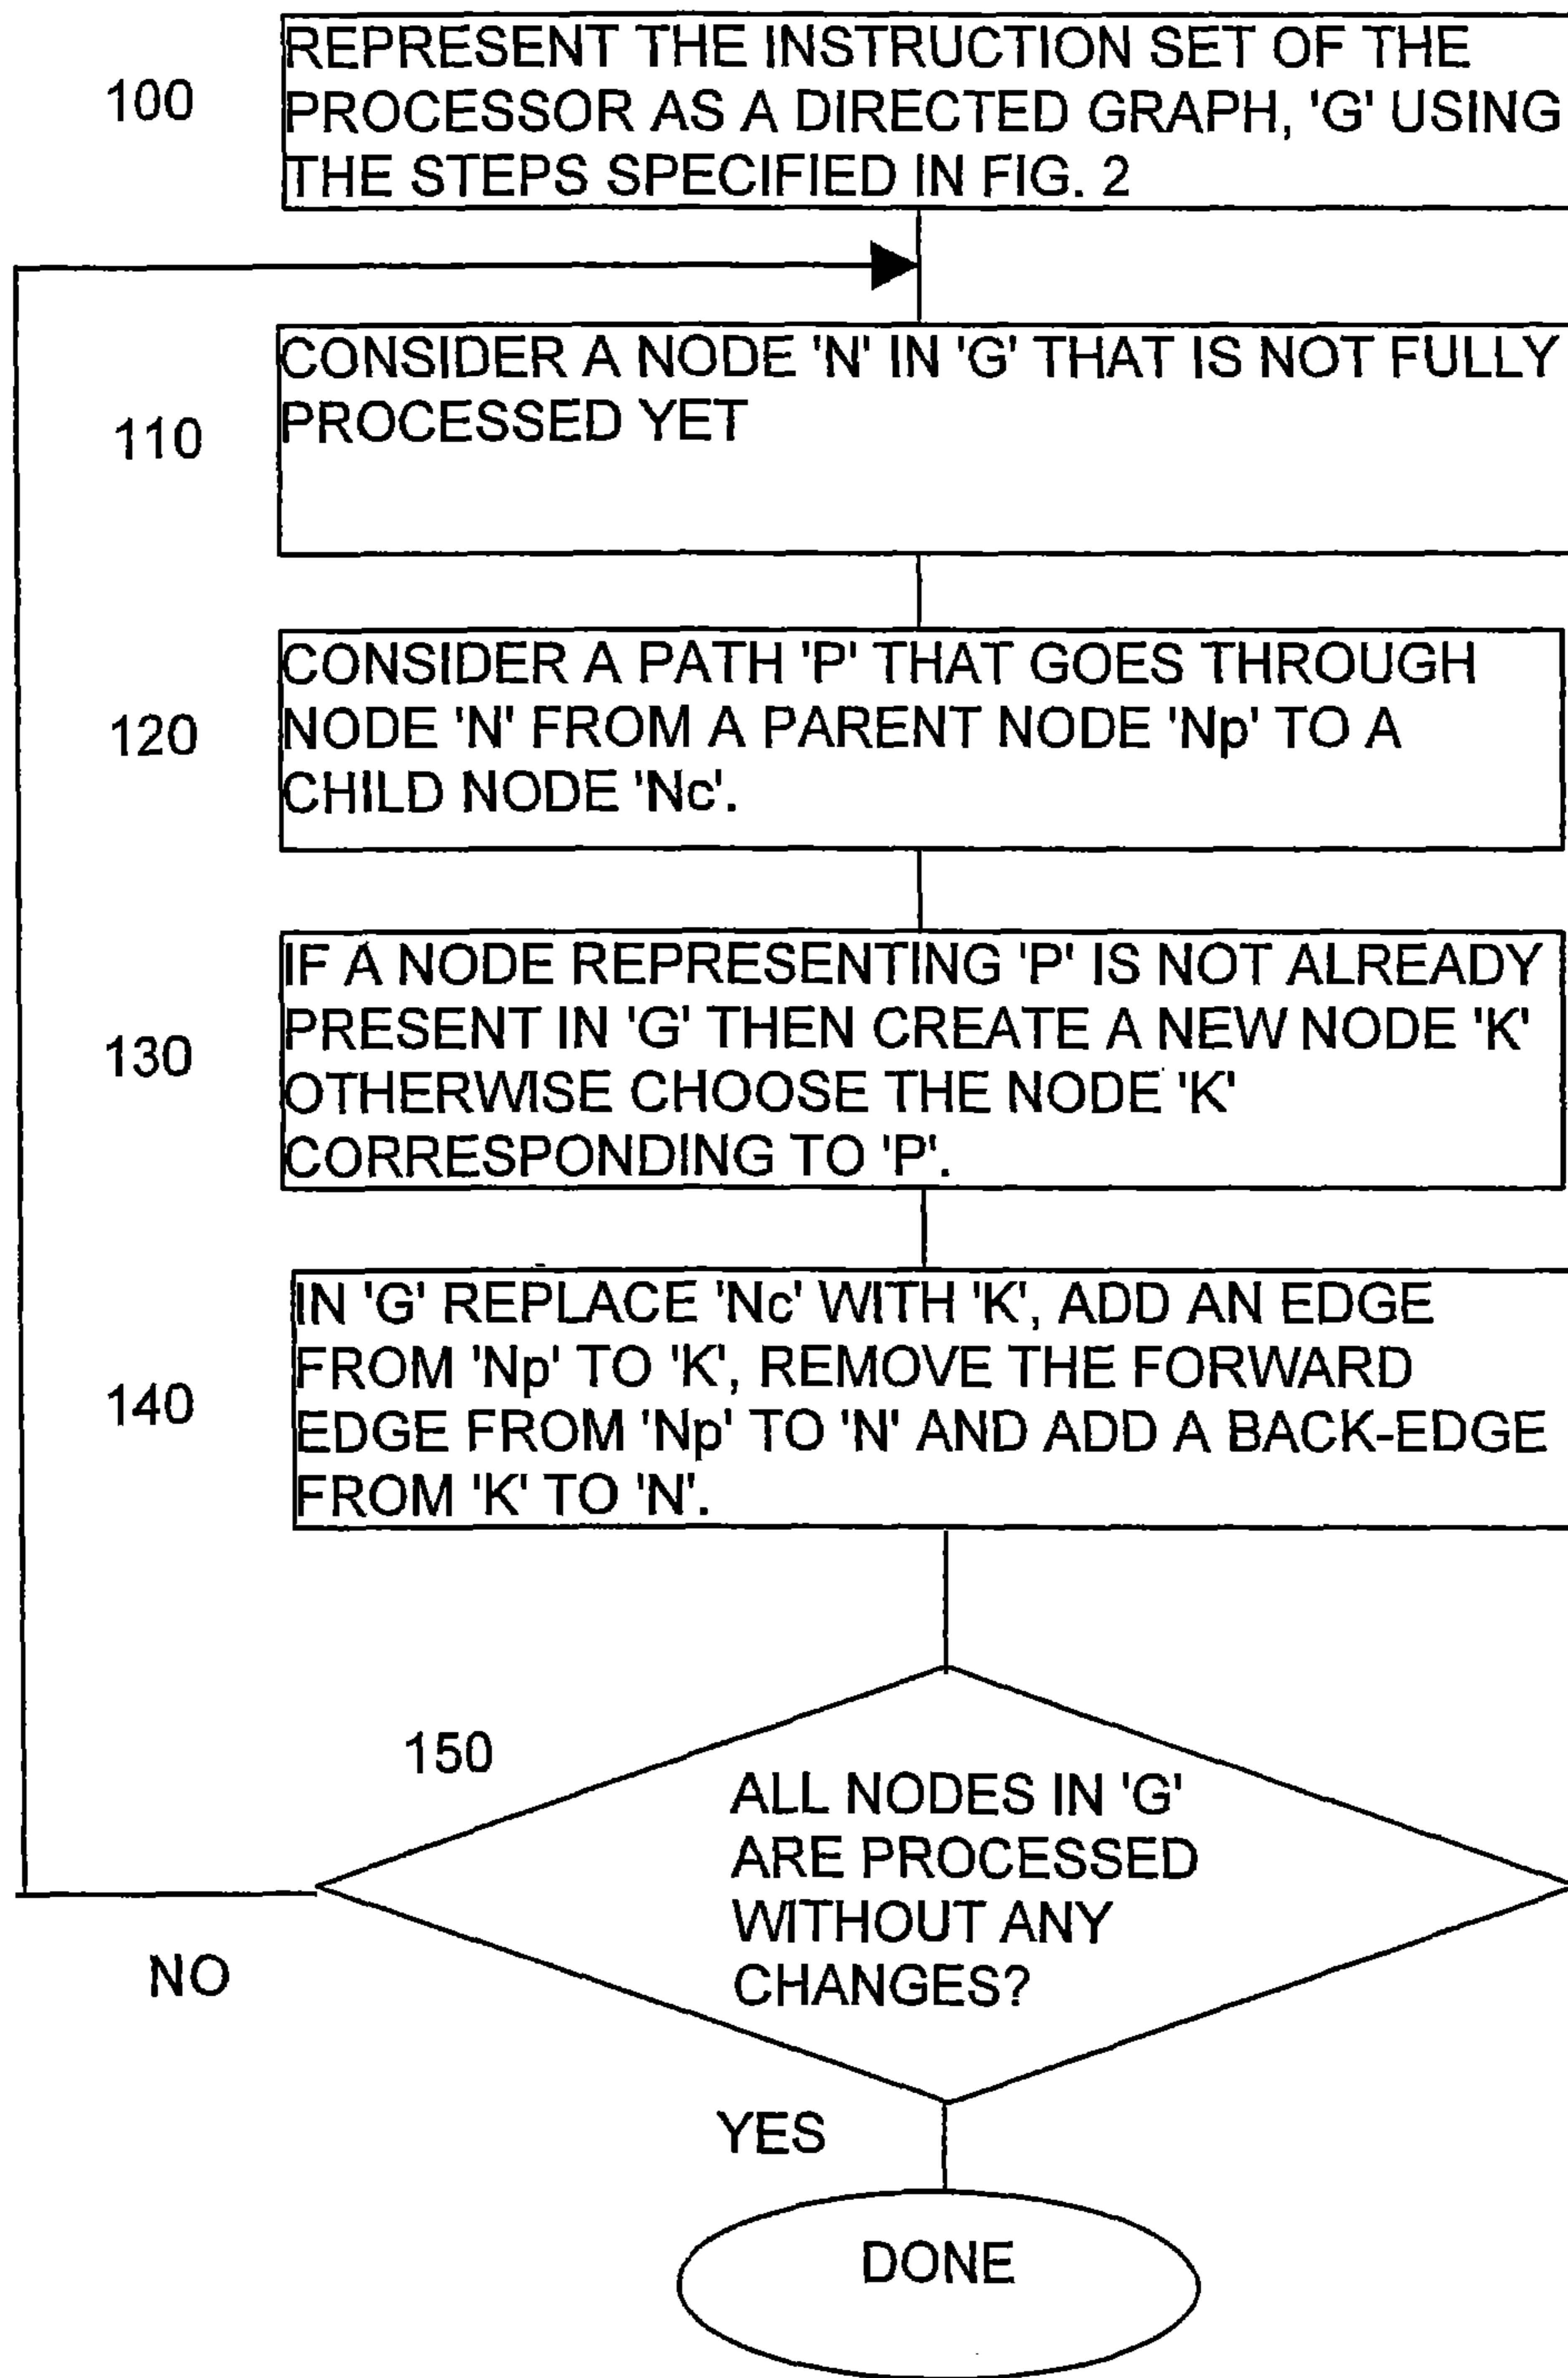 100
REPRESENT THE INSTRUCTION SET OF THE
PROCESSOR AS A DIRECTED GRAPH, 'G' USING
THE STEPS SPECIFIED IN FIG. 2
110
CONSIDER A NODE 'N' IN 'G' THAT IS NOT FULLY
PROCESSED YET
120
CONSIDER A PATH 'P' THAT GOES THROUGH
NODE 'N' FROM A PARENT NODE 'Np' TO A
CHILD NODE 'Nc'.
130
IF A NODE REPRESENTING 'P' IS NOT ALREADY
PRESENT IN 'G' THEN CREATE A NEW NODE 'K'
OTHERWISE CHOOSE THE NODE 'K'
CORRESPONDING TO 'P'.
140
IN 'G' REPLACE 'Nc' WITH 'K', ADD AN EDGE
FROM 'Np' TO 'K', REMOVE THE FORWARD
EDGE FROM 'Np' TO 'N' AND ADD A BACK-EDGE
FROM 'K' TO 'N'.
150
ALL NODES IN 'G'
ARE PROCESSED
WITHOUT ANY
CHANGES?
NO
YES
DONE